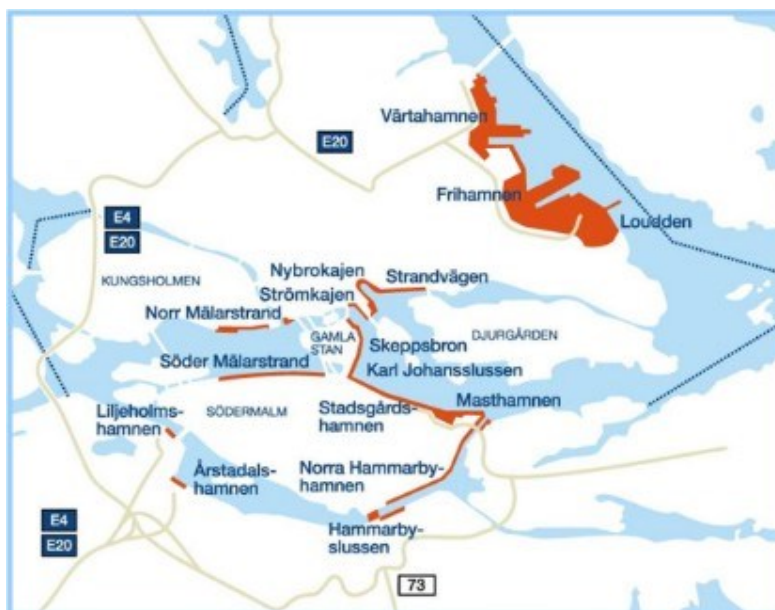 Värtahamnen
E20
Frihamnen
E4
E20
Loudden
Nybrokajen
Strandvägen
KUNGSHOLMEN
Strömkajen
Norr Mälarstrand
GAMLA
STAN
DJURGÅRDEN
Skeppsbron
Söder Mälarstrand
Karl Johansslussen
Liljeholms-
hamnen
SÖDERMALM
Stadsgårds-
hamnen
Masthamnen
Årstadals-
hamnen
Norra Hammarby-
hamnen
E4
E20
Hammarby-
slussen
73